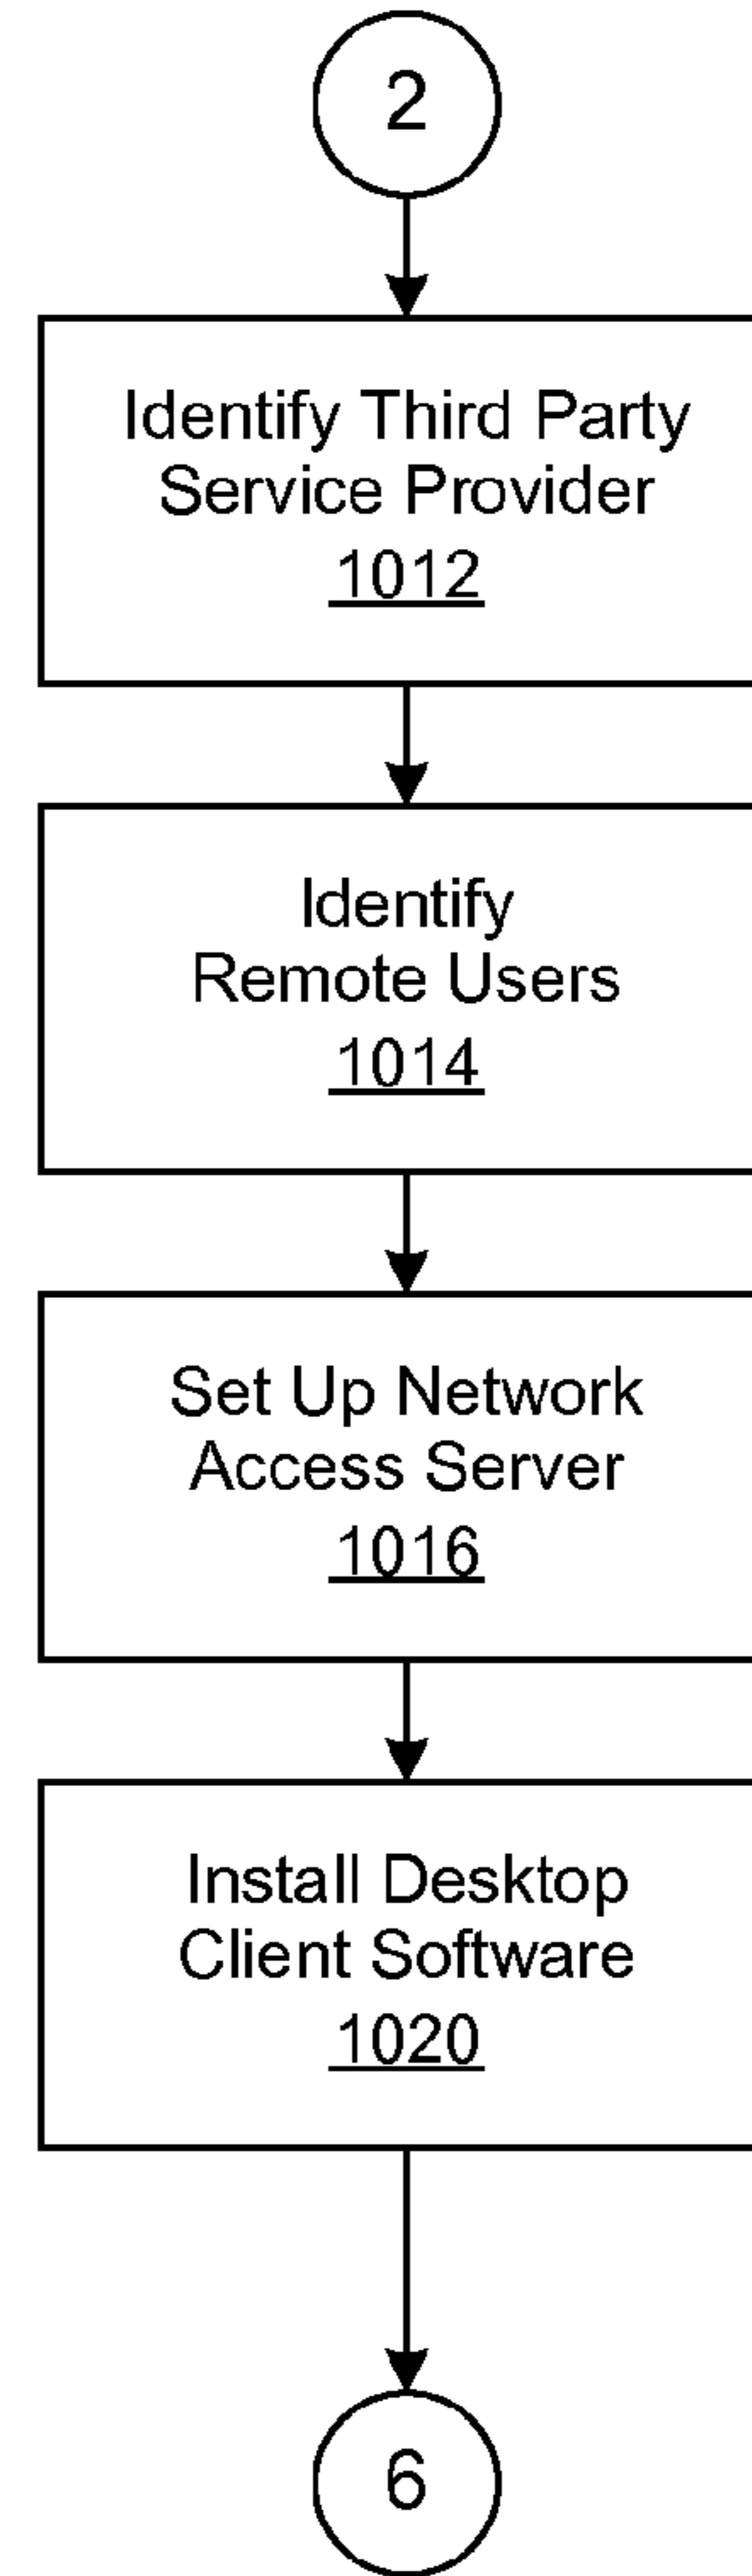 2
Identify Third Party
Service Provider
1012
Identify
Remote Users
1014
Set Up Network
Access Server
1016
Install Desktop
Client Software
1020
6